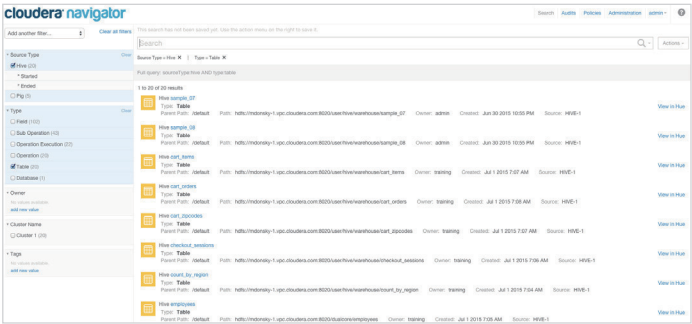 cloudera navigator
Search Audits Policies Administration admin
Add another filter...
Clear all filters
This search has not been saved yet. Use the action menu on the right to save it.
Search
Actions
Source Type = Hive × | Type = Table ×
Full query: sourceType:hive AND type:table
Source Type
Clear
Hive (20)
Started
Ended
Pig (5)
Type
Clear
Field (102)
Sub Operation (43)
Operation Execution (27)
Operation (23)
Table (20)
Database (1)
Owner
No values available
add new value
Cluster Name
Cluster 1 (20)
Tags
No values available
add new value
1 to 20 of 20 results
Hive sample_07
Type: Table
Parent Path: /default Path: hdfs://mdonsky-1.vpc.cloudera.com:8020/user/hive/warehouse/sample_07 Owner: admin Created: Jun 30 2015 10:55 PM Source: HIVE-1
View in Hue
Hive sample_08
Type: Table
Parent Path: /default Path: hdfs://mdonsky-1.vpc.cloudera.com:8020/user/hive/warehouse/sample_08 Owner: admin Created: Jun 30 2015 10:55 PM Source: HIVE-1
View in Hue
Hive cart_items
Type: Table
Parent Path: /default Path: hdfs://mdonsky-1.vpc.cloudera.com:8020/user/hive/warehouse/cart_items Owner: training Created: Jul 1 2015 7:07 AM Source: HIVE-1
View in Hue
Hive cart_orders
Type: Table
Parent Path: /default Path: hdfs://mdonsky-1.vpc.cloudera.com:8020/user/hive/warehouse/cart_orders Owner: training Created: Jul 1 2015 7:08 AM Source: HIVE-1
View in Hue
Hive cart_zipcodes
Type: Table
Parent Path: /default Path: hdfs://mdonsky-1.vpc.cloudera.com:8020/user/hive/warehouse/cart_zipcodes Owner: training Created: Jul 1 2015 7:07 AM Source: HIVE-1
View in Hue
Hive checkout_sessions
Type: Table
Parent Path: /default Path: hdfs://mdonsky-1.vpc.cloudera.com:8020/user/hive/warehouse/checkout_sessions Owner: training Created: Jul 1 2015 7:06 AM Source: HIVE-1
View in Hue
Hive count_by_region
Type: Table
Parent Path: /default Path: hdfs://mdonsky-1.vpc.cloudera.com:8020/user/hive/warehouse/count_by_region Owner: training Created: Jul 1 2015 7:04 AM Source: HIVE-1
View in Hue
Hive employees
Type: Table
Parent Path: /default Path: hdfs://mdonsky-1.vpc.cloudera.com:8020/dualcore/employees Owner: training Created: Jul 1 2015 7:05 AM Source: HIVE-1
View in Hue